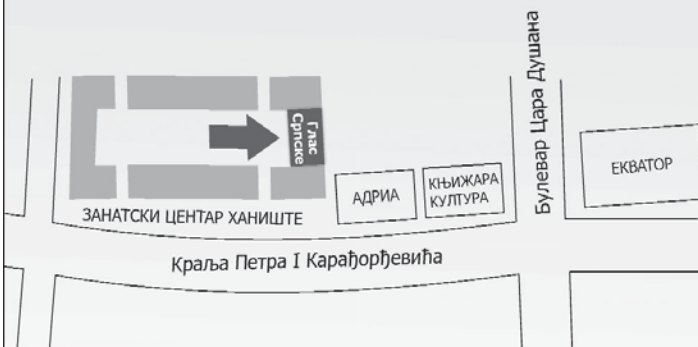 Булевар Цара Душана
Глас
Српске
ЕКВАТОР
АДРИА
КЊИЖАРА
КУЛТУРА
ЗАНАТСКИ ЦЕНТАР ХАНИШТЕ
Краља Петра I Карађорђевића